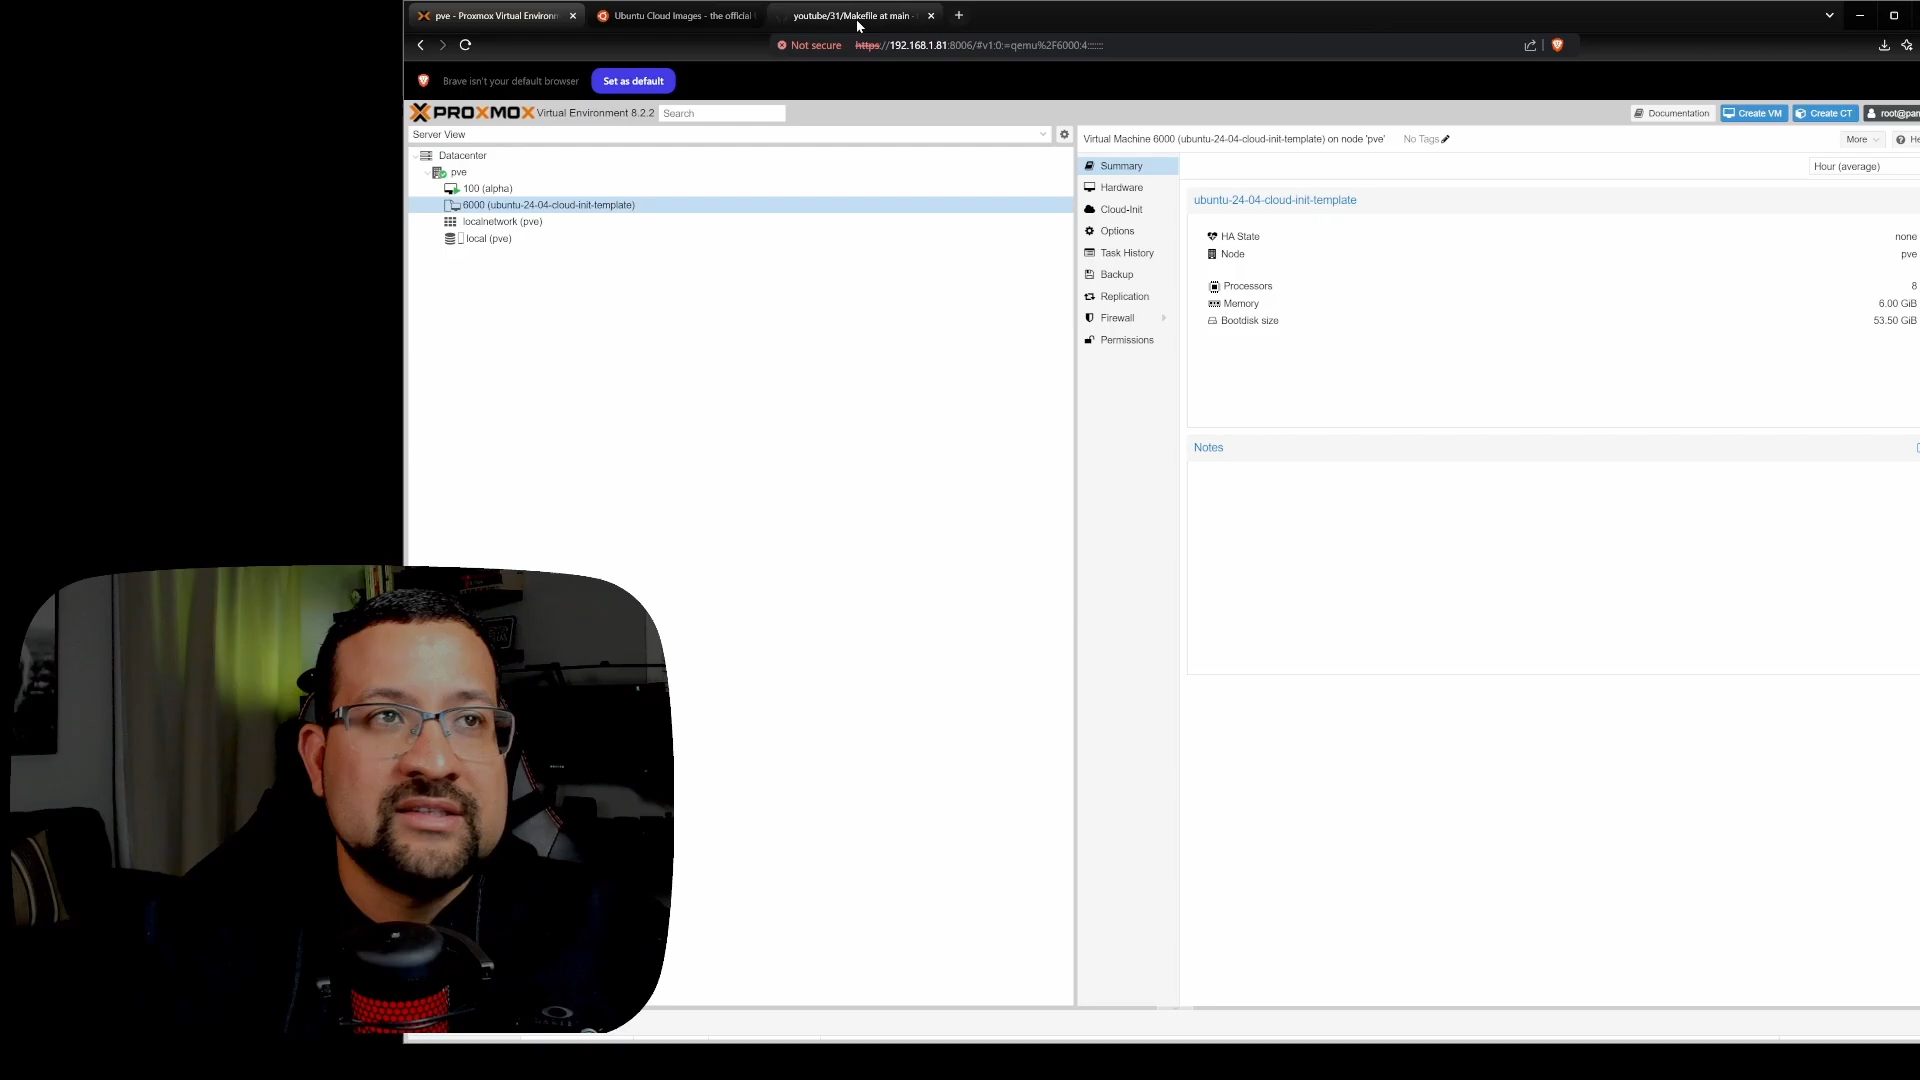 pve - Proxmox Virtual Environm
Ubuntu Cloud Images - the official
youtube/31/Makefile at main
Not secure https://192.168.1.81:8006/#v1:0:=qemu%2F6000:4:::::::
Brave isn't your default browser
Set as default
PROXMOX Virtual Environment 8.2.2
Search
Documentation
Create VM
Create CT
root@pam
Server View
Datacenter
pve
100 (alpha)
6000 (ubuntu-24-04-cloud-init-template)
localnetwork (pve)
local (pve)
Virtual Machine 6000 (ubuntu-24-04-cloud-init-template) on node 'pve'
No Tags
More
He
Summary
Hardware
Cloud-Init
Options
Task History
Backup
Replication
Firewall
Permissions
Hour (average)
ubuntu-24-04-cloud-init-template
HA State none
Node pve
Processors 8
Memory 6.00 GiB
Bootdisk size 53.50 GiB
Notes